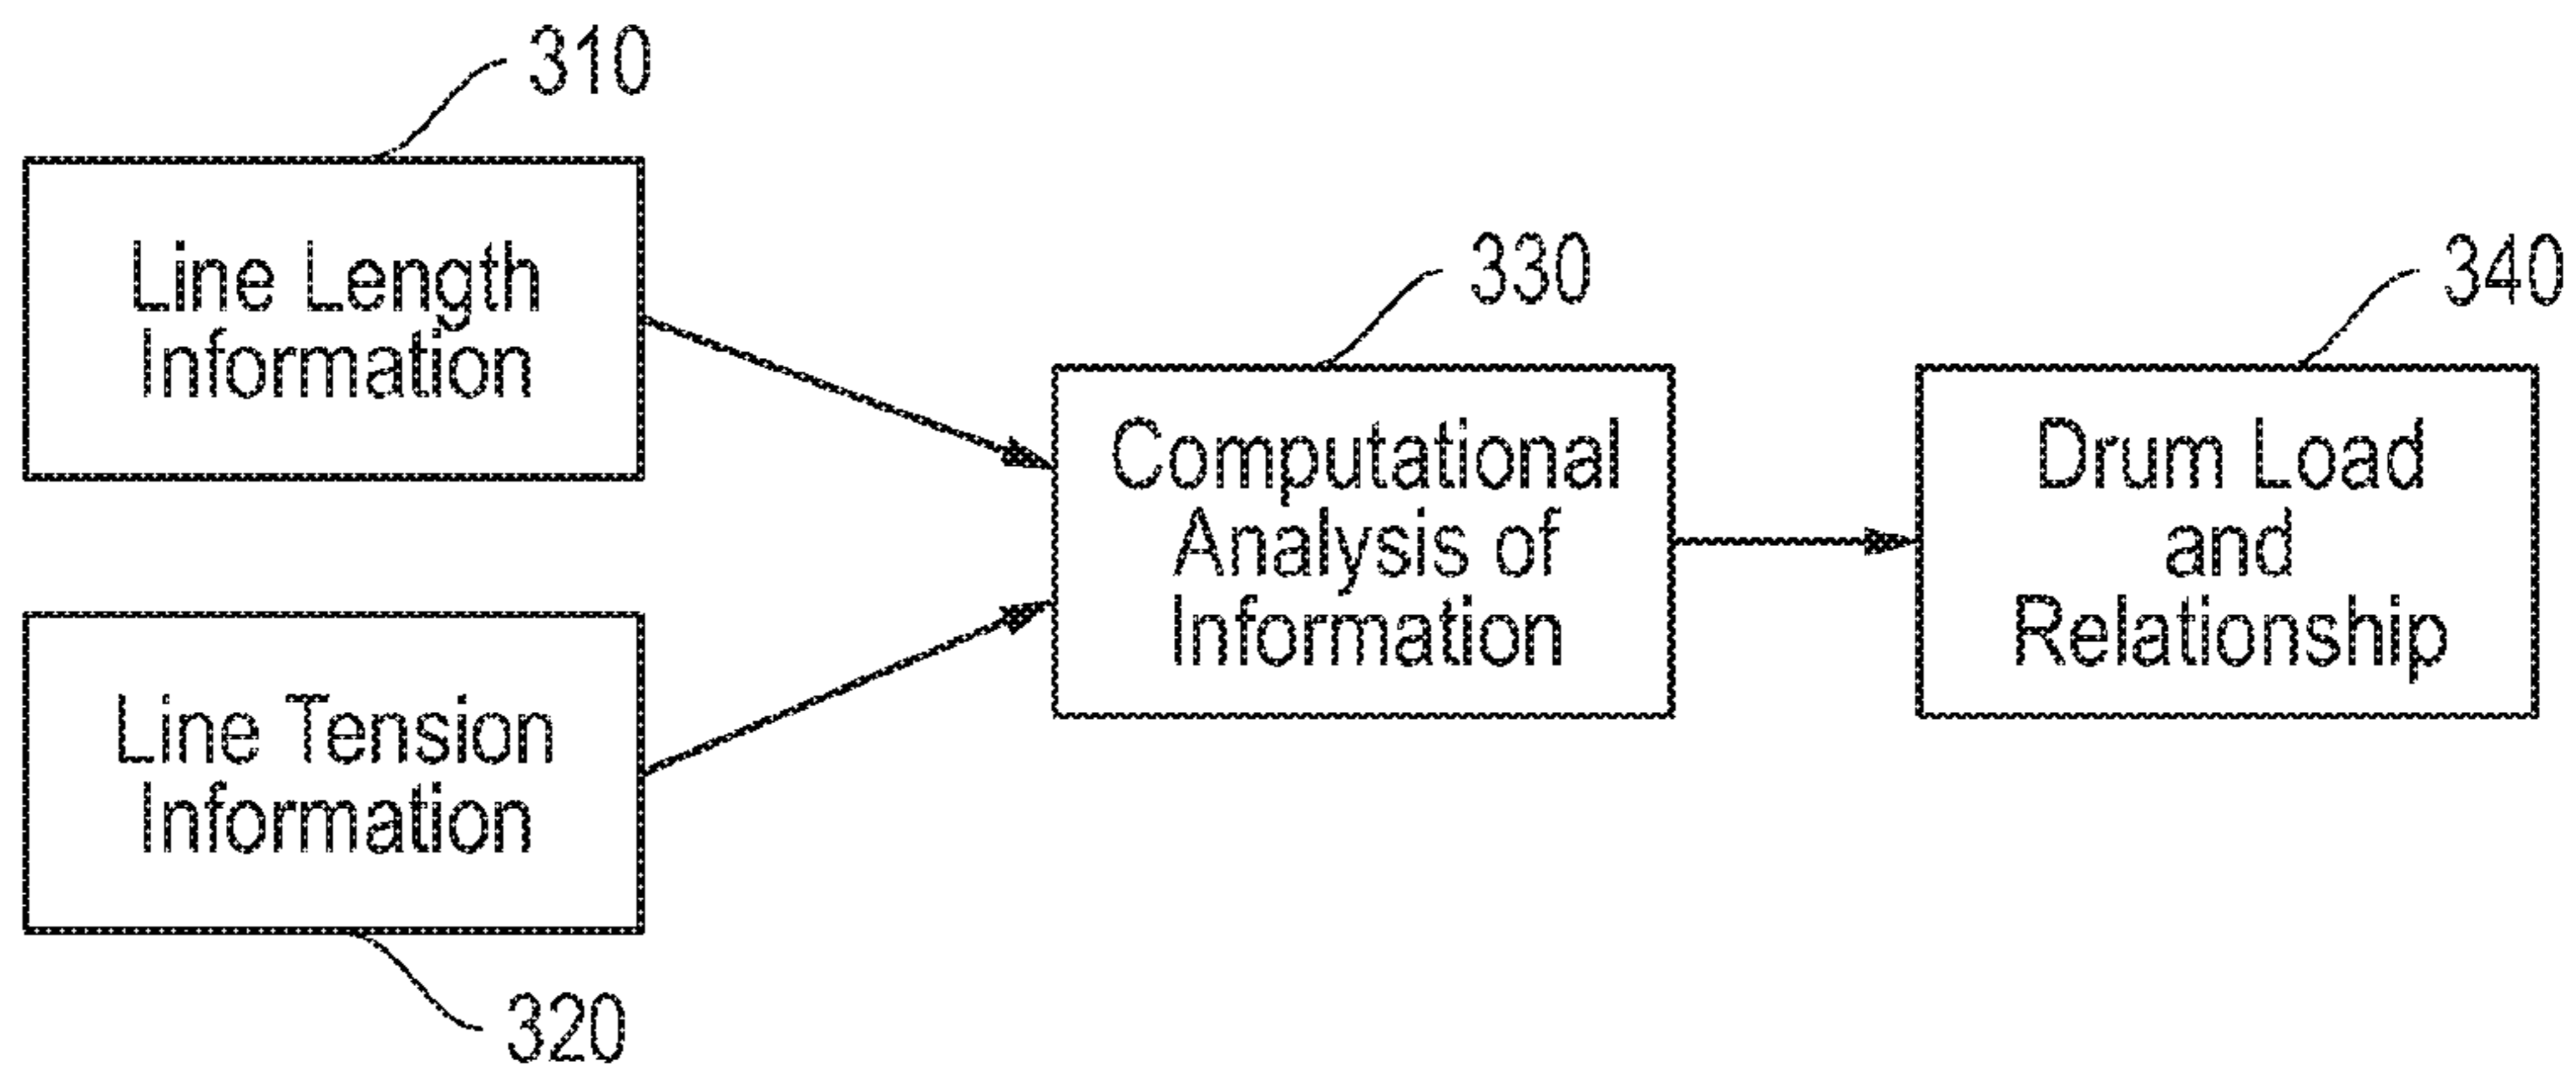 310
Line Length
Information
330
Computational
Analysis of
Information
340
Drum Load
and
Relationship
Line Tension
Information
320